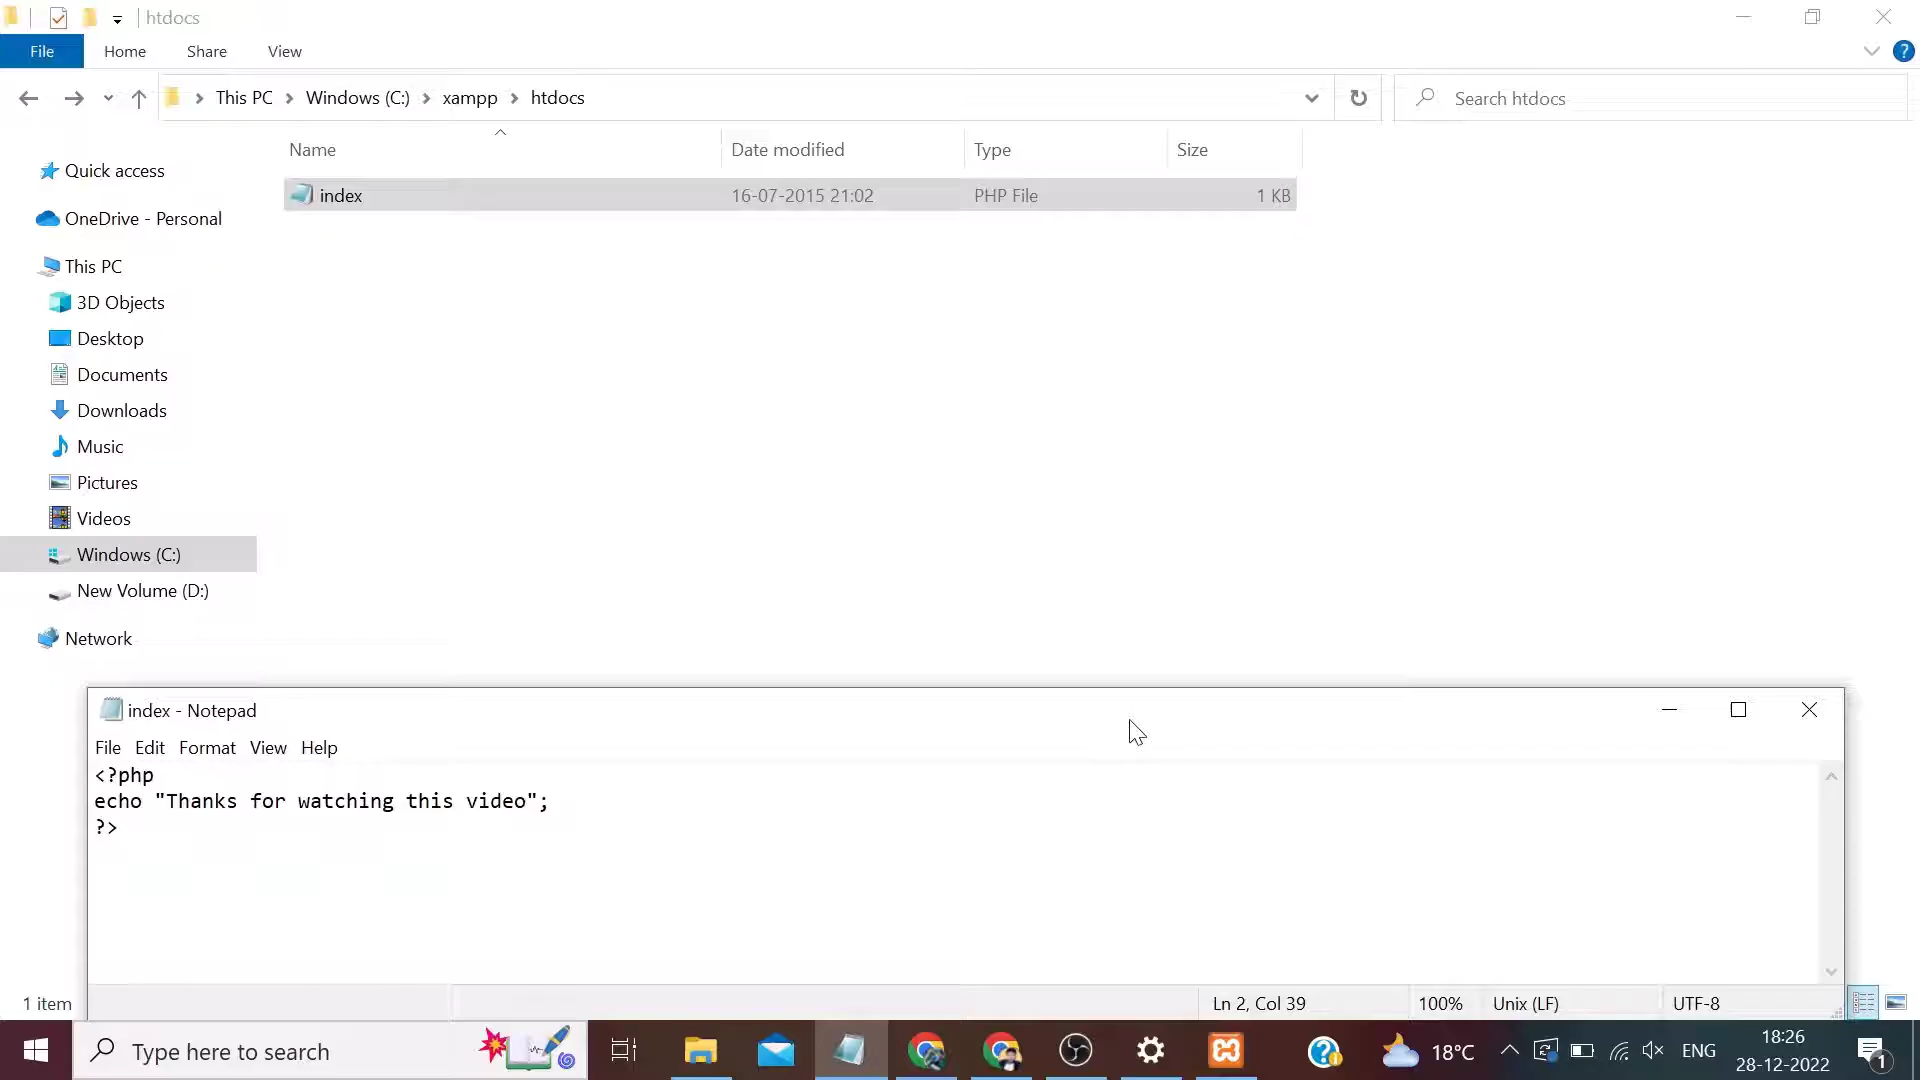 htdocs
File Home Share View
This PC Windows (C:) xampp htdocs Search htdocs
Name Date modified Type Size
index 16-07-2015 21:02 PHP File 1 KB
Quick access
OneDrive - Personal
This PC
3D Objects
Desktop
Documents
Downloads
Music
Pictures
Videos
Windows (C:)
New Volume (D:)
Network
index - Notepad
File Edit Format View Help
<?php
echo "Thanks for watching this video";
?>
1 item Ln 2, Col 39 100% Unix (LF) UTF-8
Type here to search 18°C ENG 18:26
28-12-2022 1